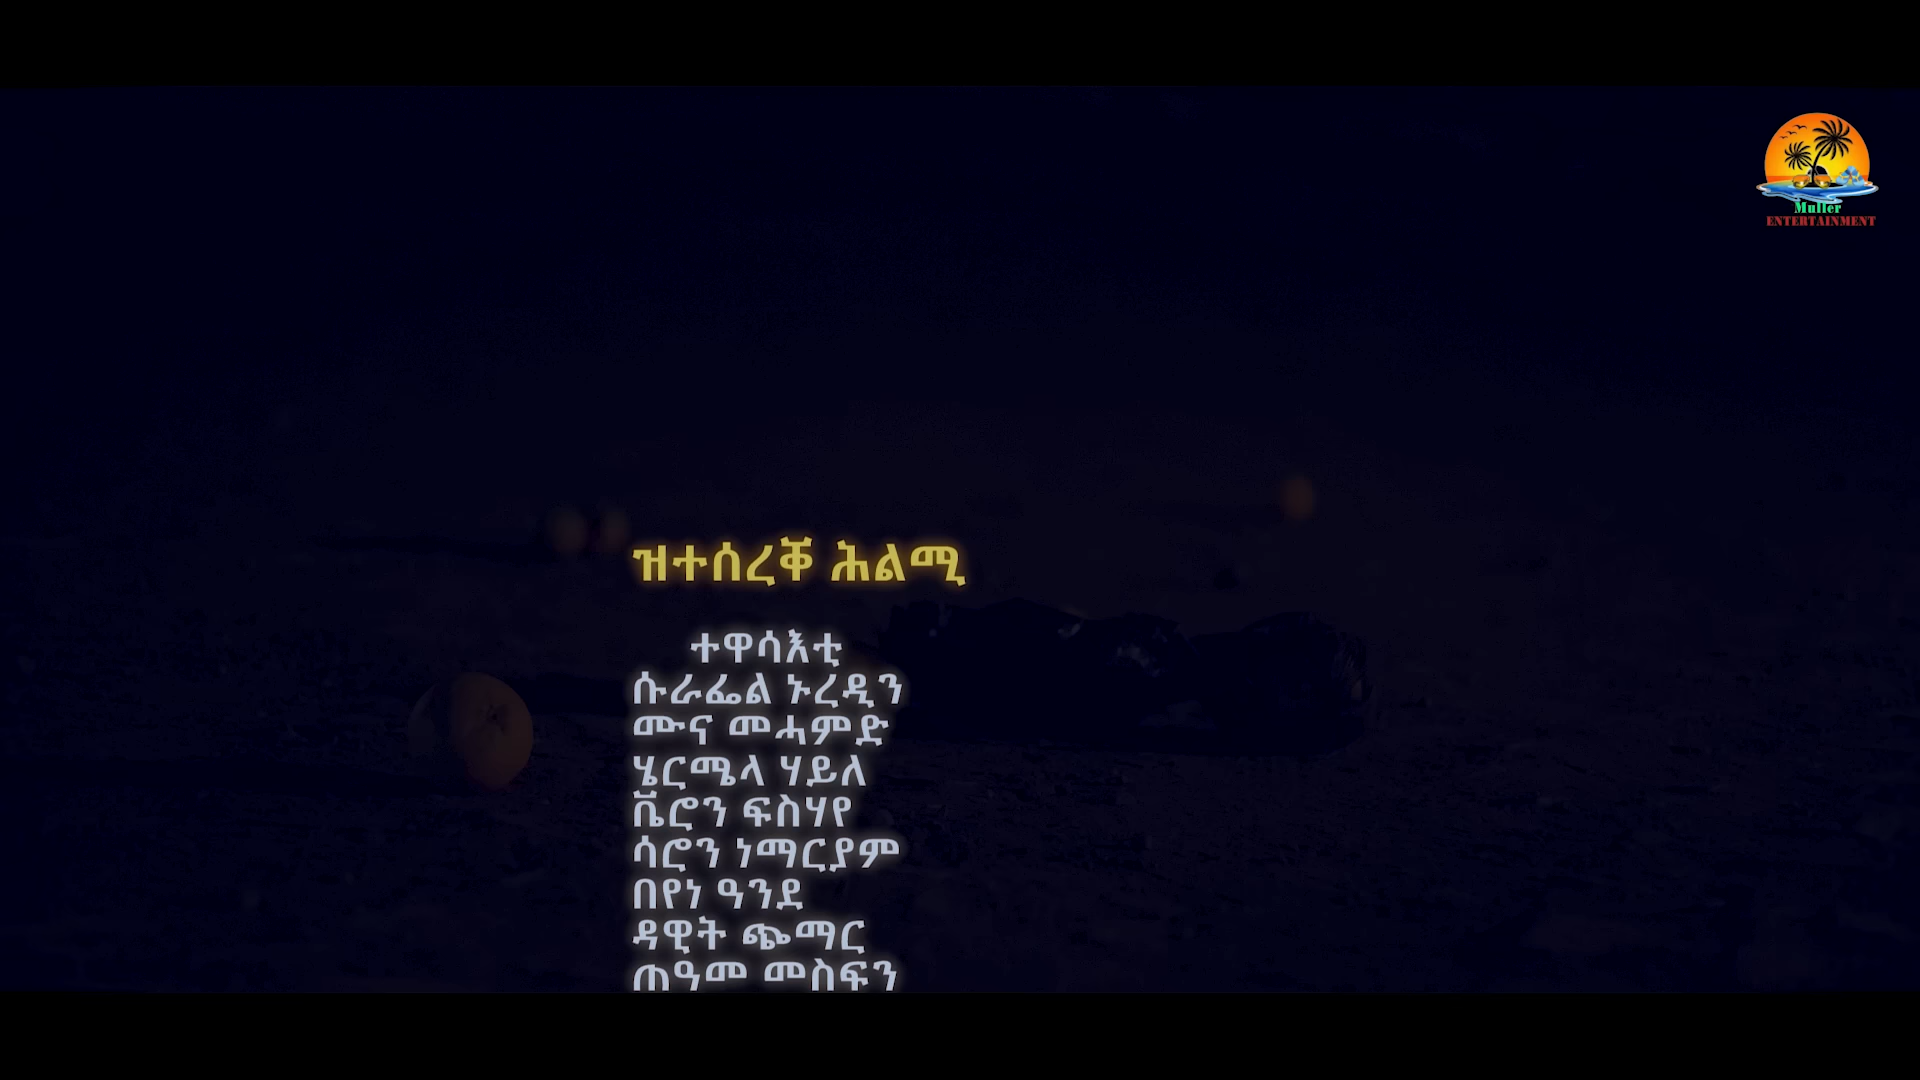 Muller
ENTERTAINMENT
ዝተሰረቐ ሕልሚ
ተዋሳእቲ
ሱራፌል ኑረዲን
ሙና መሓምድ
ሄርሜላ ሃይለ
ቬሮን ፍስሃየ
ሳሮን ነማርያም
በየነ ዓንደ
ዳዊት ጭማር
ጠዓመ መስፍን